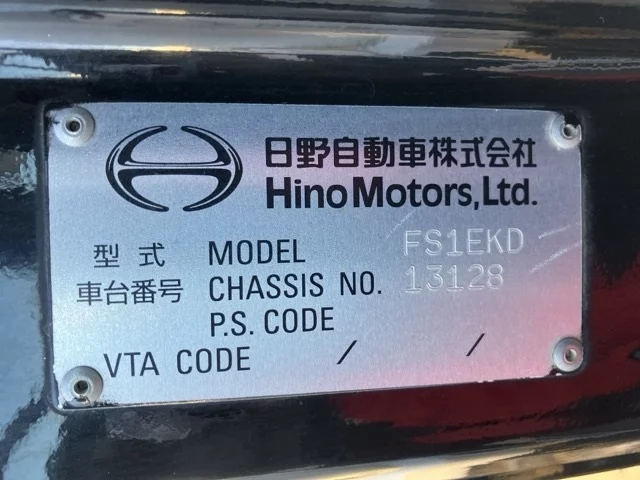 日野自動車株式会社
Hino Motors, Ltd.
型式 MODEL FS1EKD
車台番号 CHASSIS NO. 13128
P.S. CODE
VTA CODE / /